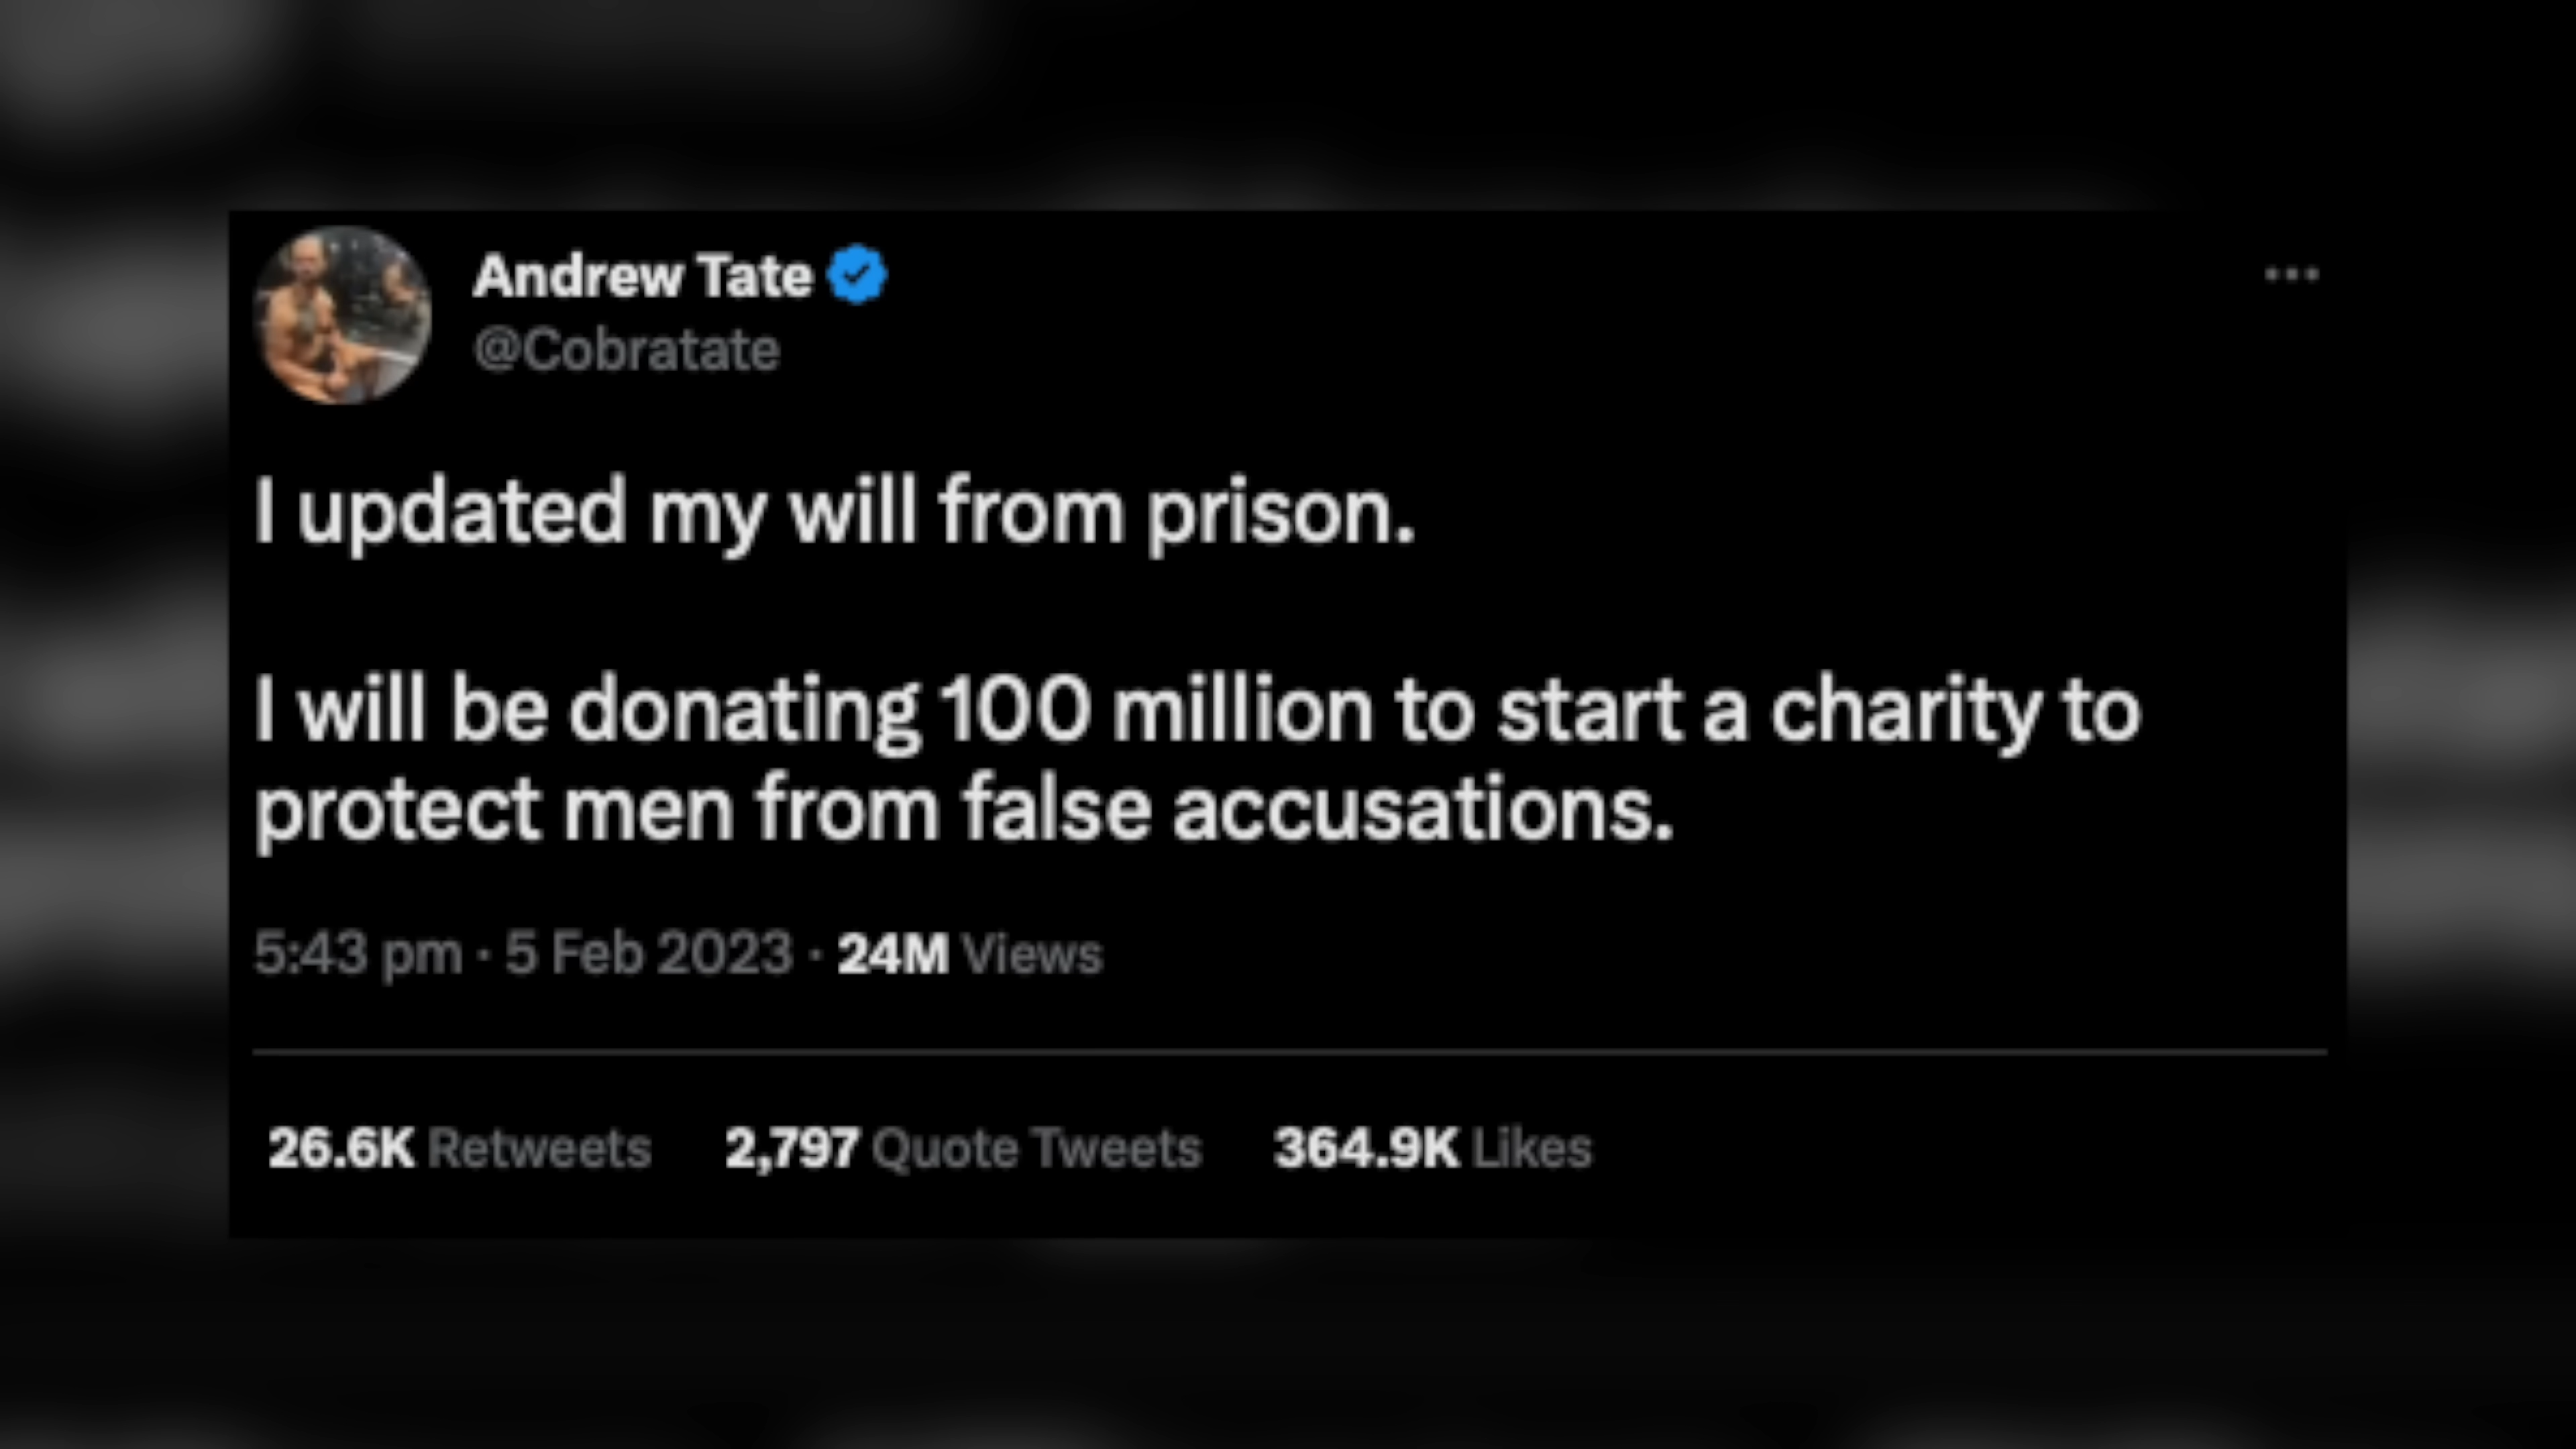 Andrew Tate
@Cobratate
I updated my will from prison.
I will be donating 100 million to start a charity to
protect men from false accusations.
5:43 pm · 5 Feb 2023 · 24M Views
26.6K Retweets 2,797 Quote Tweets 364.9K Likes